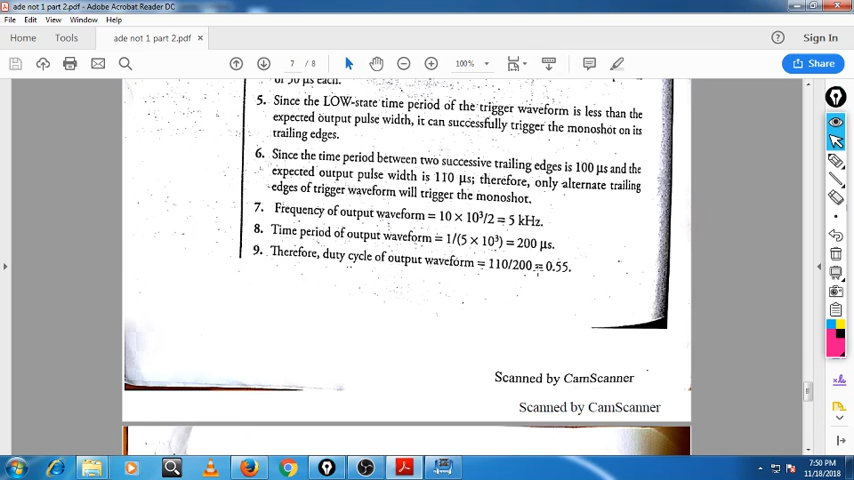 ade not 1 part 2.pdf - Adobe Acrobat Reader DC
File Edit View Window Help
Home Tools ade not 1 part 2.pdf × Sign In
7 / 8 100% Share
of 50 μs each.
5. Since the LOW-state time period of the trigger waveform is less than the
expected output pulse width, it can successfully trigger the monoshot on its
trailing edges.
6. Since the time period between two successive trailing edges is 100 μs and the
expected output pulse width is 110 μs; therefore, only alternate trailing
edges of trigger waveform will trigger the monoshot.
7. Frequency of output waveform = 10 × 10³/2 = 5 kHz.
8. Time period of output waveform = 1/(5 × 10³) = 200 μs.
9. Therefore, duty cycle of output waveform = 110/200 = 0.55.
Scanned by CamScanner
Scanned by CamScanner
7:50 PM
11/18/2018